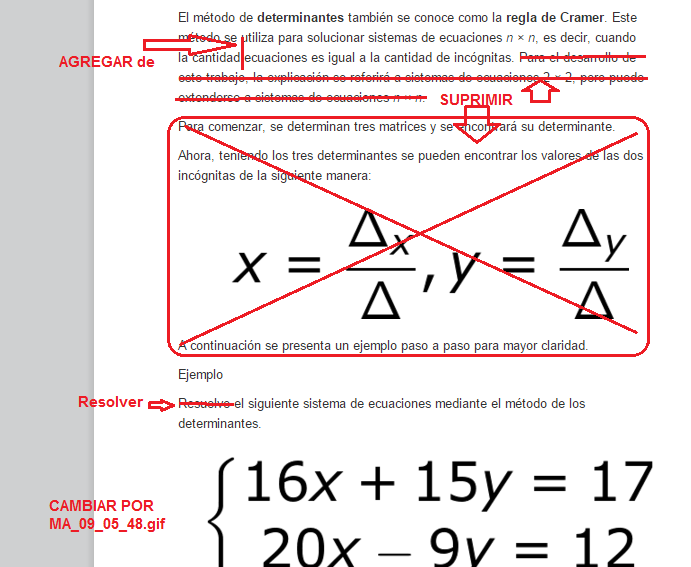 El método de determinantes también se conoce como la regla de Cramer. Este
método se utiliza para solucionar sistemas de ecuaciones n × n, es decir, cuando
AGREGAR de
la cantidad ecuaciones es igual a la cantidad de incógnitas. Para el desarrollo de
este trabajo, la explicación se referirá a sistemas de ecuaciones 2 × 2, pero puede
extenderse a sistemas de ecuaciones n × n.
SUPRIMIR
Para comenzar, se determinan tres matrices y se encontrará su determinante.
Ahora, teniendo los tres determinantes se pueden encontrar los valores de las dos
incógnitas de la siguiente manera:
x = Δx / Δ , y = Δy / Δ
A continuación se presenta un ejemplo paso a paso para mayor claridad.
Ejemplo
Resolver
Resuelve el siguiente sistema de ecuaciones mediante el método de los
determinantes.
16x + 15y = 17
CAMBIAR POR
MA_09_05_48.gif
20x − 9y = 12